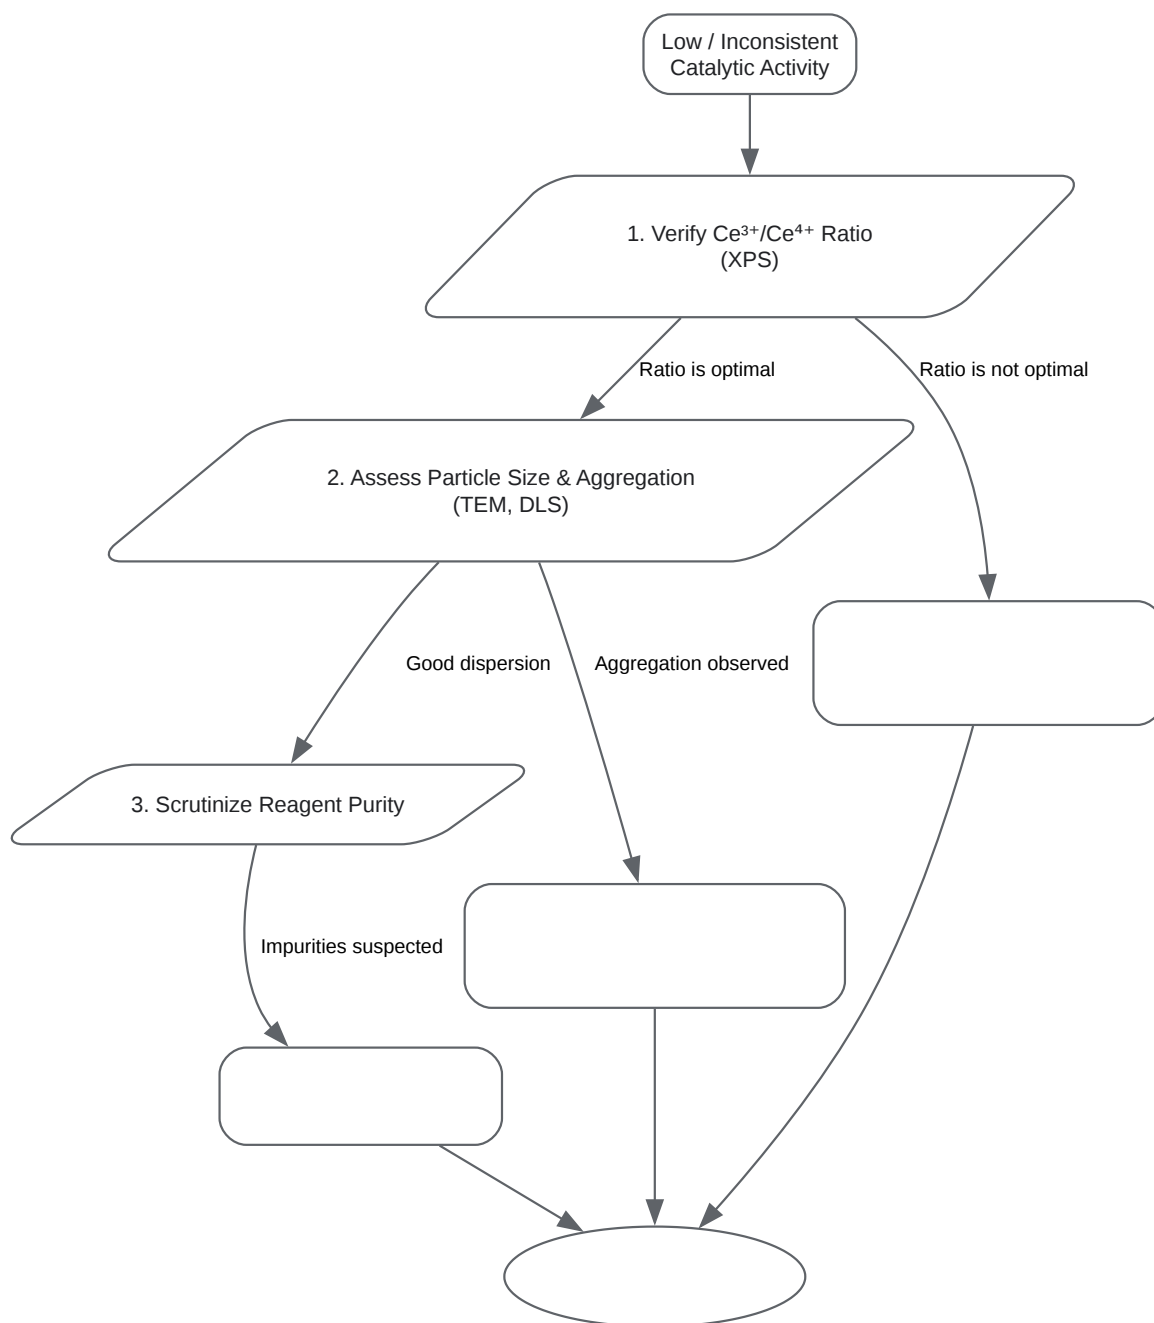 Low / Inconsistent
Catalytic Activity
1. Verify Ce³⁺/Ce⁴⁺ Ratio
(XPS)
Ratio is optimal
Ratio is not optimal
2. Assess Particle Size & Aggregation
(TEM, DLS)
Good dispersion
Aggregation observed
3. Scrutinize Reagent Purity
Impurities suspected